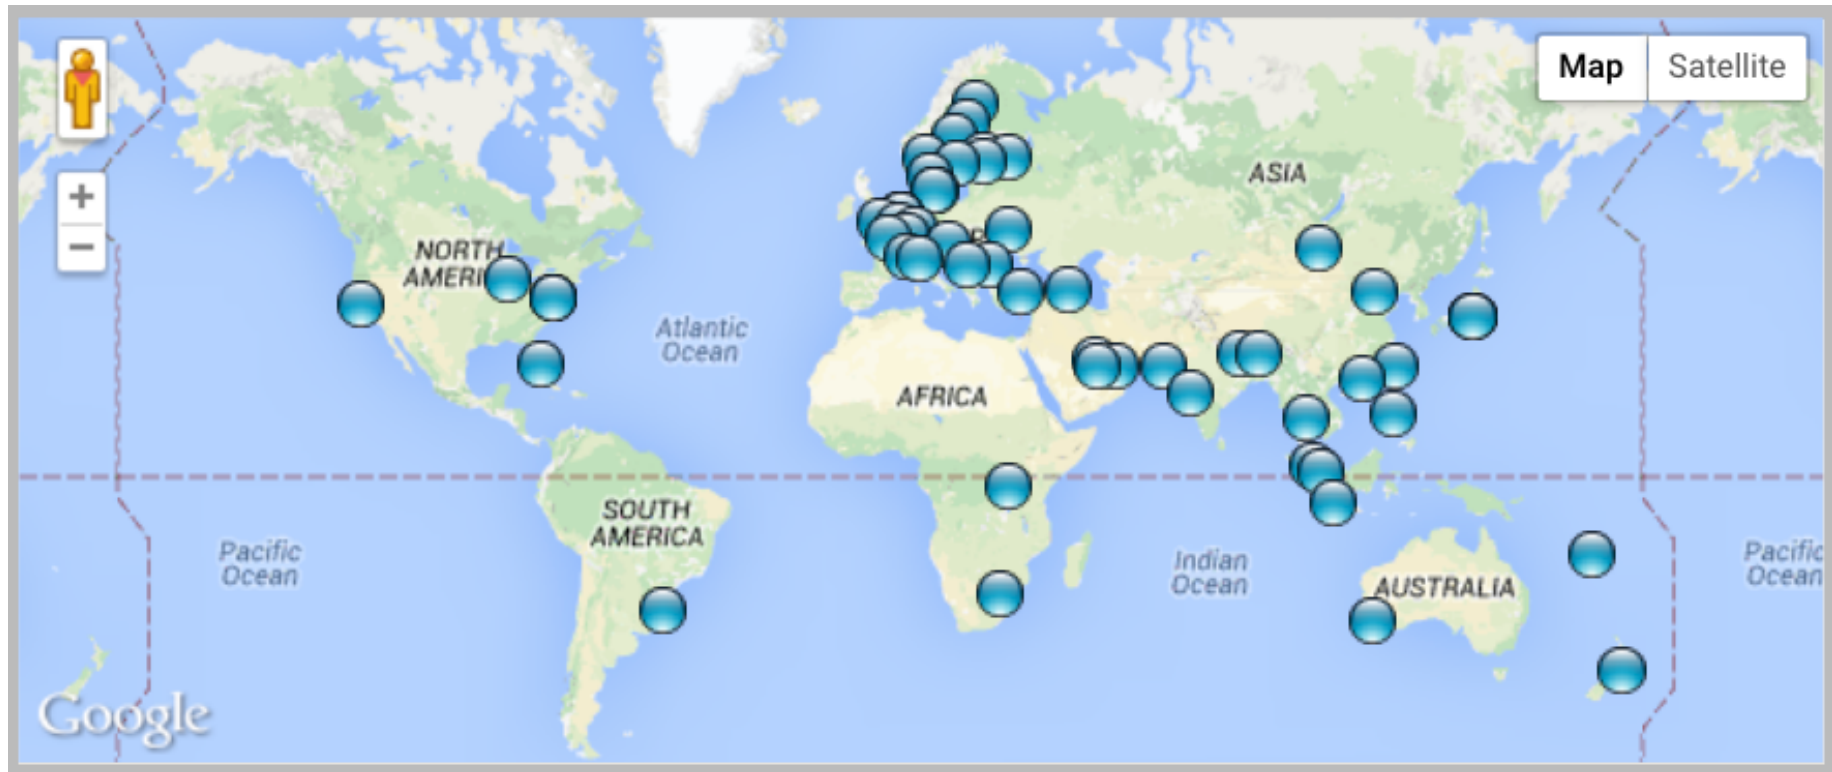 Map
Satellite
+
−
ASIA
NORTH
AMERI
Atlantic
Ocean
AFRICA
SOUTH
AMERICA
Pacific
Ocean
Indian
Ocean
AUSTRALIA
Pacific
Ocean
Google